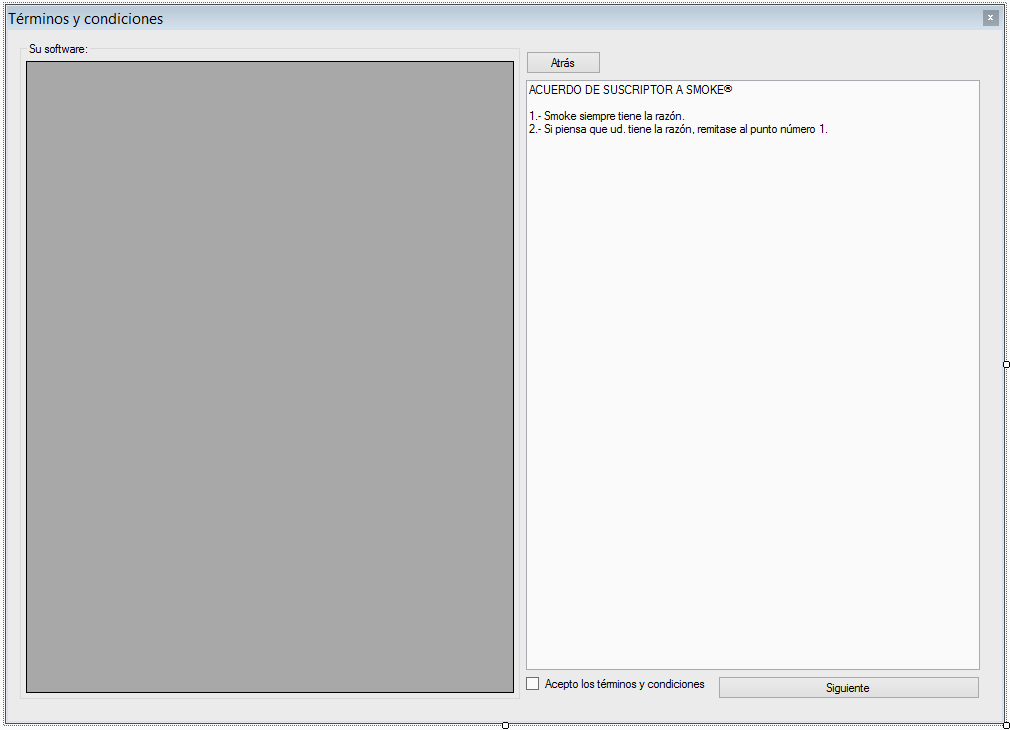 Términos y condiciones
Su software:
Atrás
ACUERDO DE SUSCRIPTOR A SMOKE®
1.- Smoke siempre tiene la razón.
2.- Si piensa que ud. tiene la razón, remitase al punto número 1.
Acepto los términos y condiciones
Siguiente